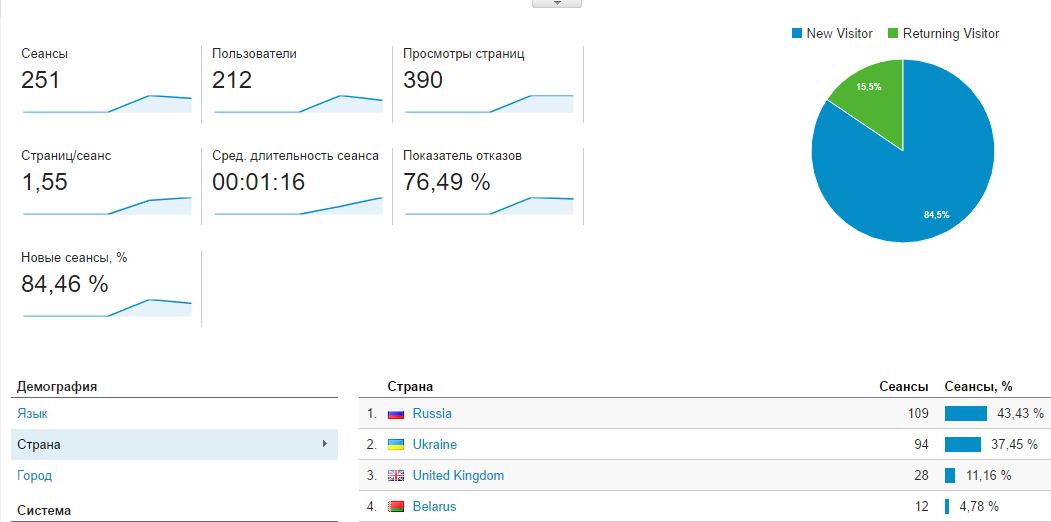 New Visitor Returning Visitor
Сеансы
251
Пользователи
212
Просмотры страниц
390
15,5%
84,5%
Страниц/сеанс
1,55
Сред. длительность сеанса
00:01:16
Показатель отказов
76,49 %
Новые сеансы, %
84,46 %
Демография
Язык
Страна
Город
Система
Страна Сеансы Сеансы, %
1. Russia 109 43,43 %
2. Ukraine 94 37,45 %
3. United Kingdom 28 11,16 %
4. Belarus 12 4,78 %